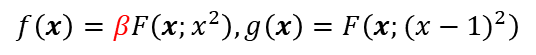 f(x) = βF(x; x²), g(x) = F(x; (x − 1)²)